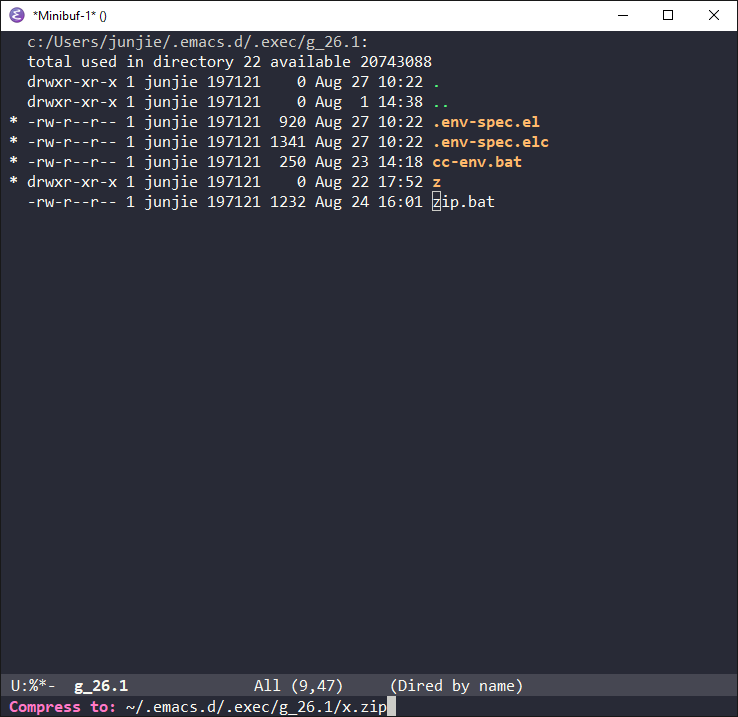 *Minibuf-1* ()
c:/Users/junjie/.emacs.d/.exec/g_26.1:
total used in directory 22 available 20743088
drwxr-xr-x 1 junjie 197121    0 Aug 27 10:22 .
drwxr-xr-x 1 junjie 197121    0 Aug  1 14:38 ..
* -rw-r--r-- 1 junjie 197121  920 Aug 27 10:22 .env-spec.el
* -rw-r--r-- 1 junjie 197121 1341 Aug 27 10:22 .env-spec.elc
* -rw-r--r-- 1 junjie 197121  250 Aug 23 14:18 cc-env.bat
* drwxr-xr-x 1 junjie 197121    0 Aug 22 17:52 z
-rw-r--r-- 1 junjie 197121 1232 Aug 24 16:01 zip.bat
U:%*-  g_26.1              All (9,47)     (Dired by name)
Compress to: ~/.emacs.d/.exec/g_26.1/x.zip